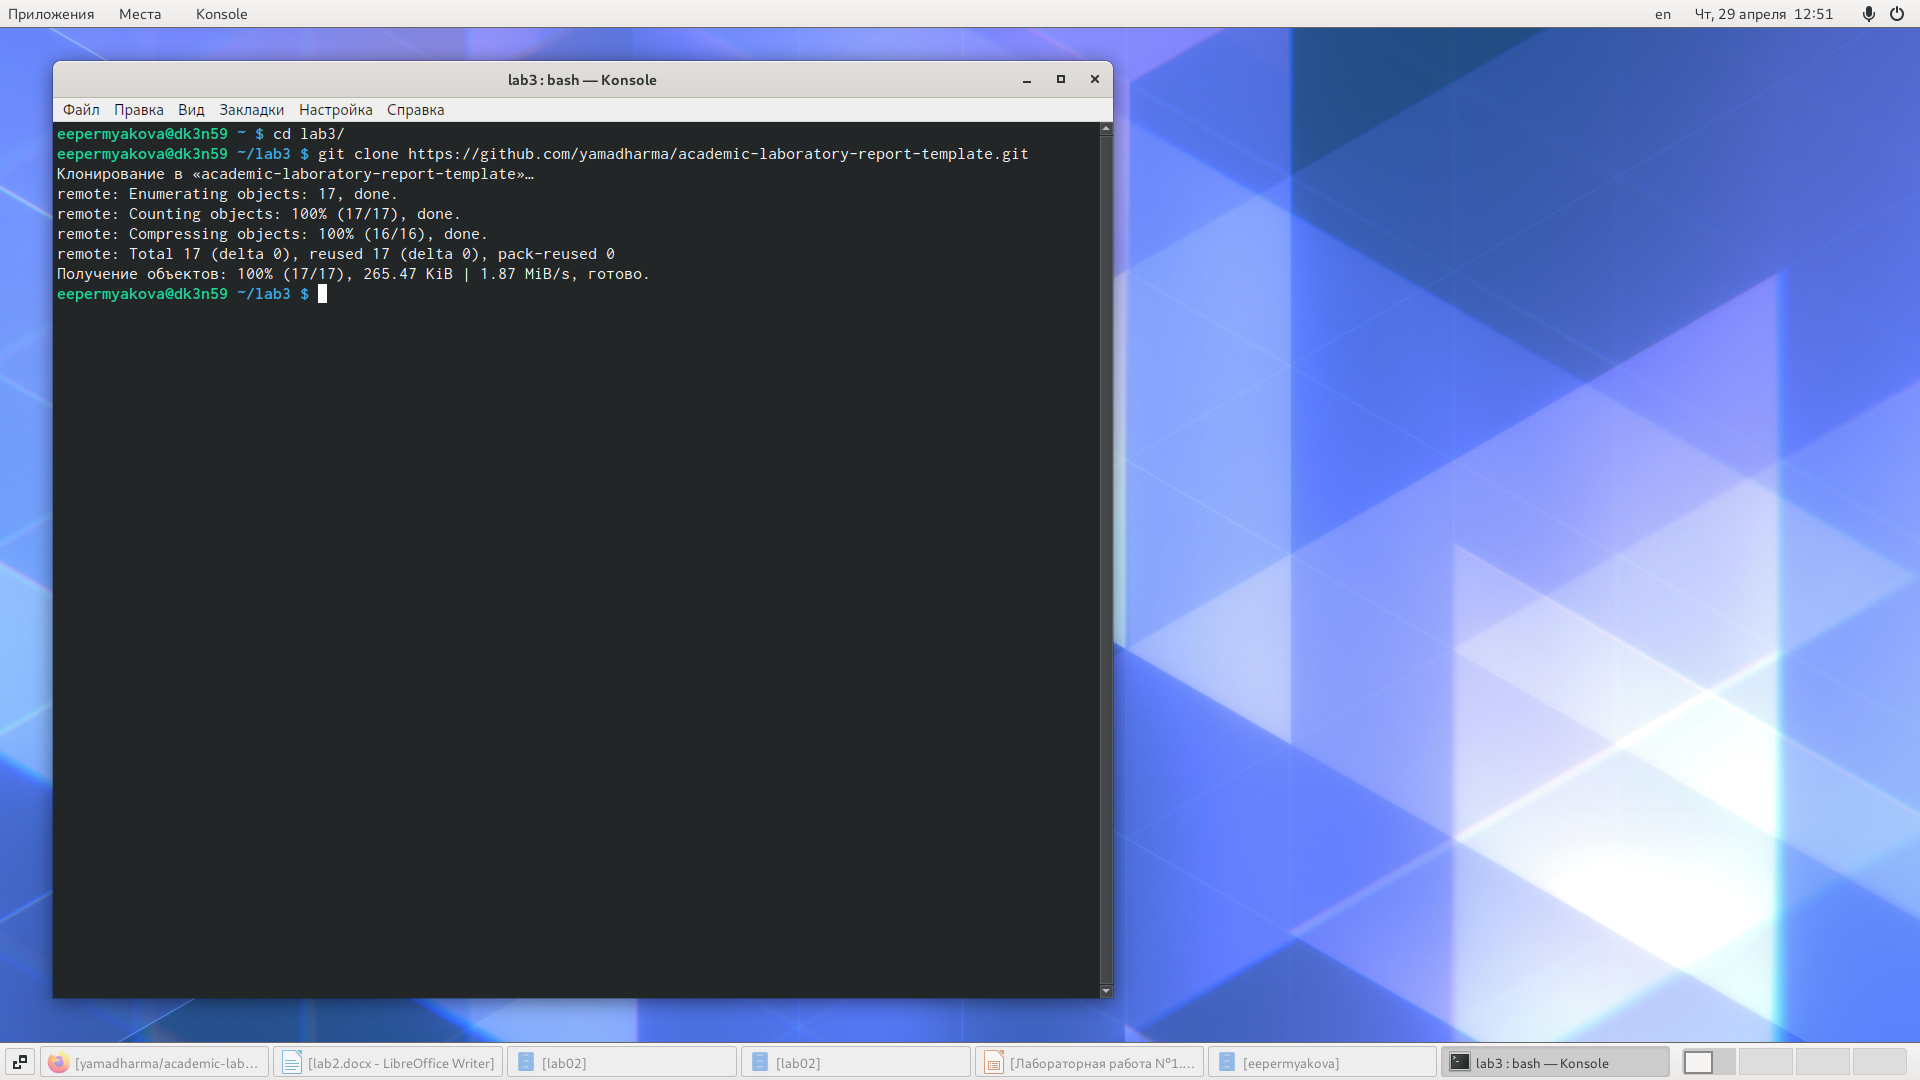 Приложения Места Konsole en Чт, 29 апреля 12:51
lab3 : bash — Konsole
Файл Правка Вид Закладки Настройка Справка
eepermyakova@dk3n59 ~ $ cd lab3/
eepermyakova@dk3n59 ~/lab3 $ git clone https://github.com/yamadharma/academic-laboratory-report-template.git
Клонирование в «academic-laboratory-report-template»…
remote: Enumerating objects: 17, done.
remote: Counting objects: 100% (17/17), done.
remote: Compressing objects: 100% (16/16), done.
remote: Total 17 (delta 0), reused 17 (delta 0), pack-reused 0
Получение объектов: 100% (17/17), 265.47 KiB | 1.87 MiB/s, готово.
eepermyakova@dk3n59 ~/lab3 $
[yamadharma/academic-lab… [lab2.docx - LibreOffice Writer] [lab02] [lab02] [Лабораторная работа №1.… [eepermyakova] lab3 : bash — Konsole